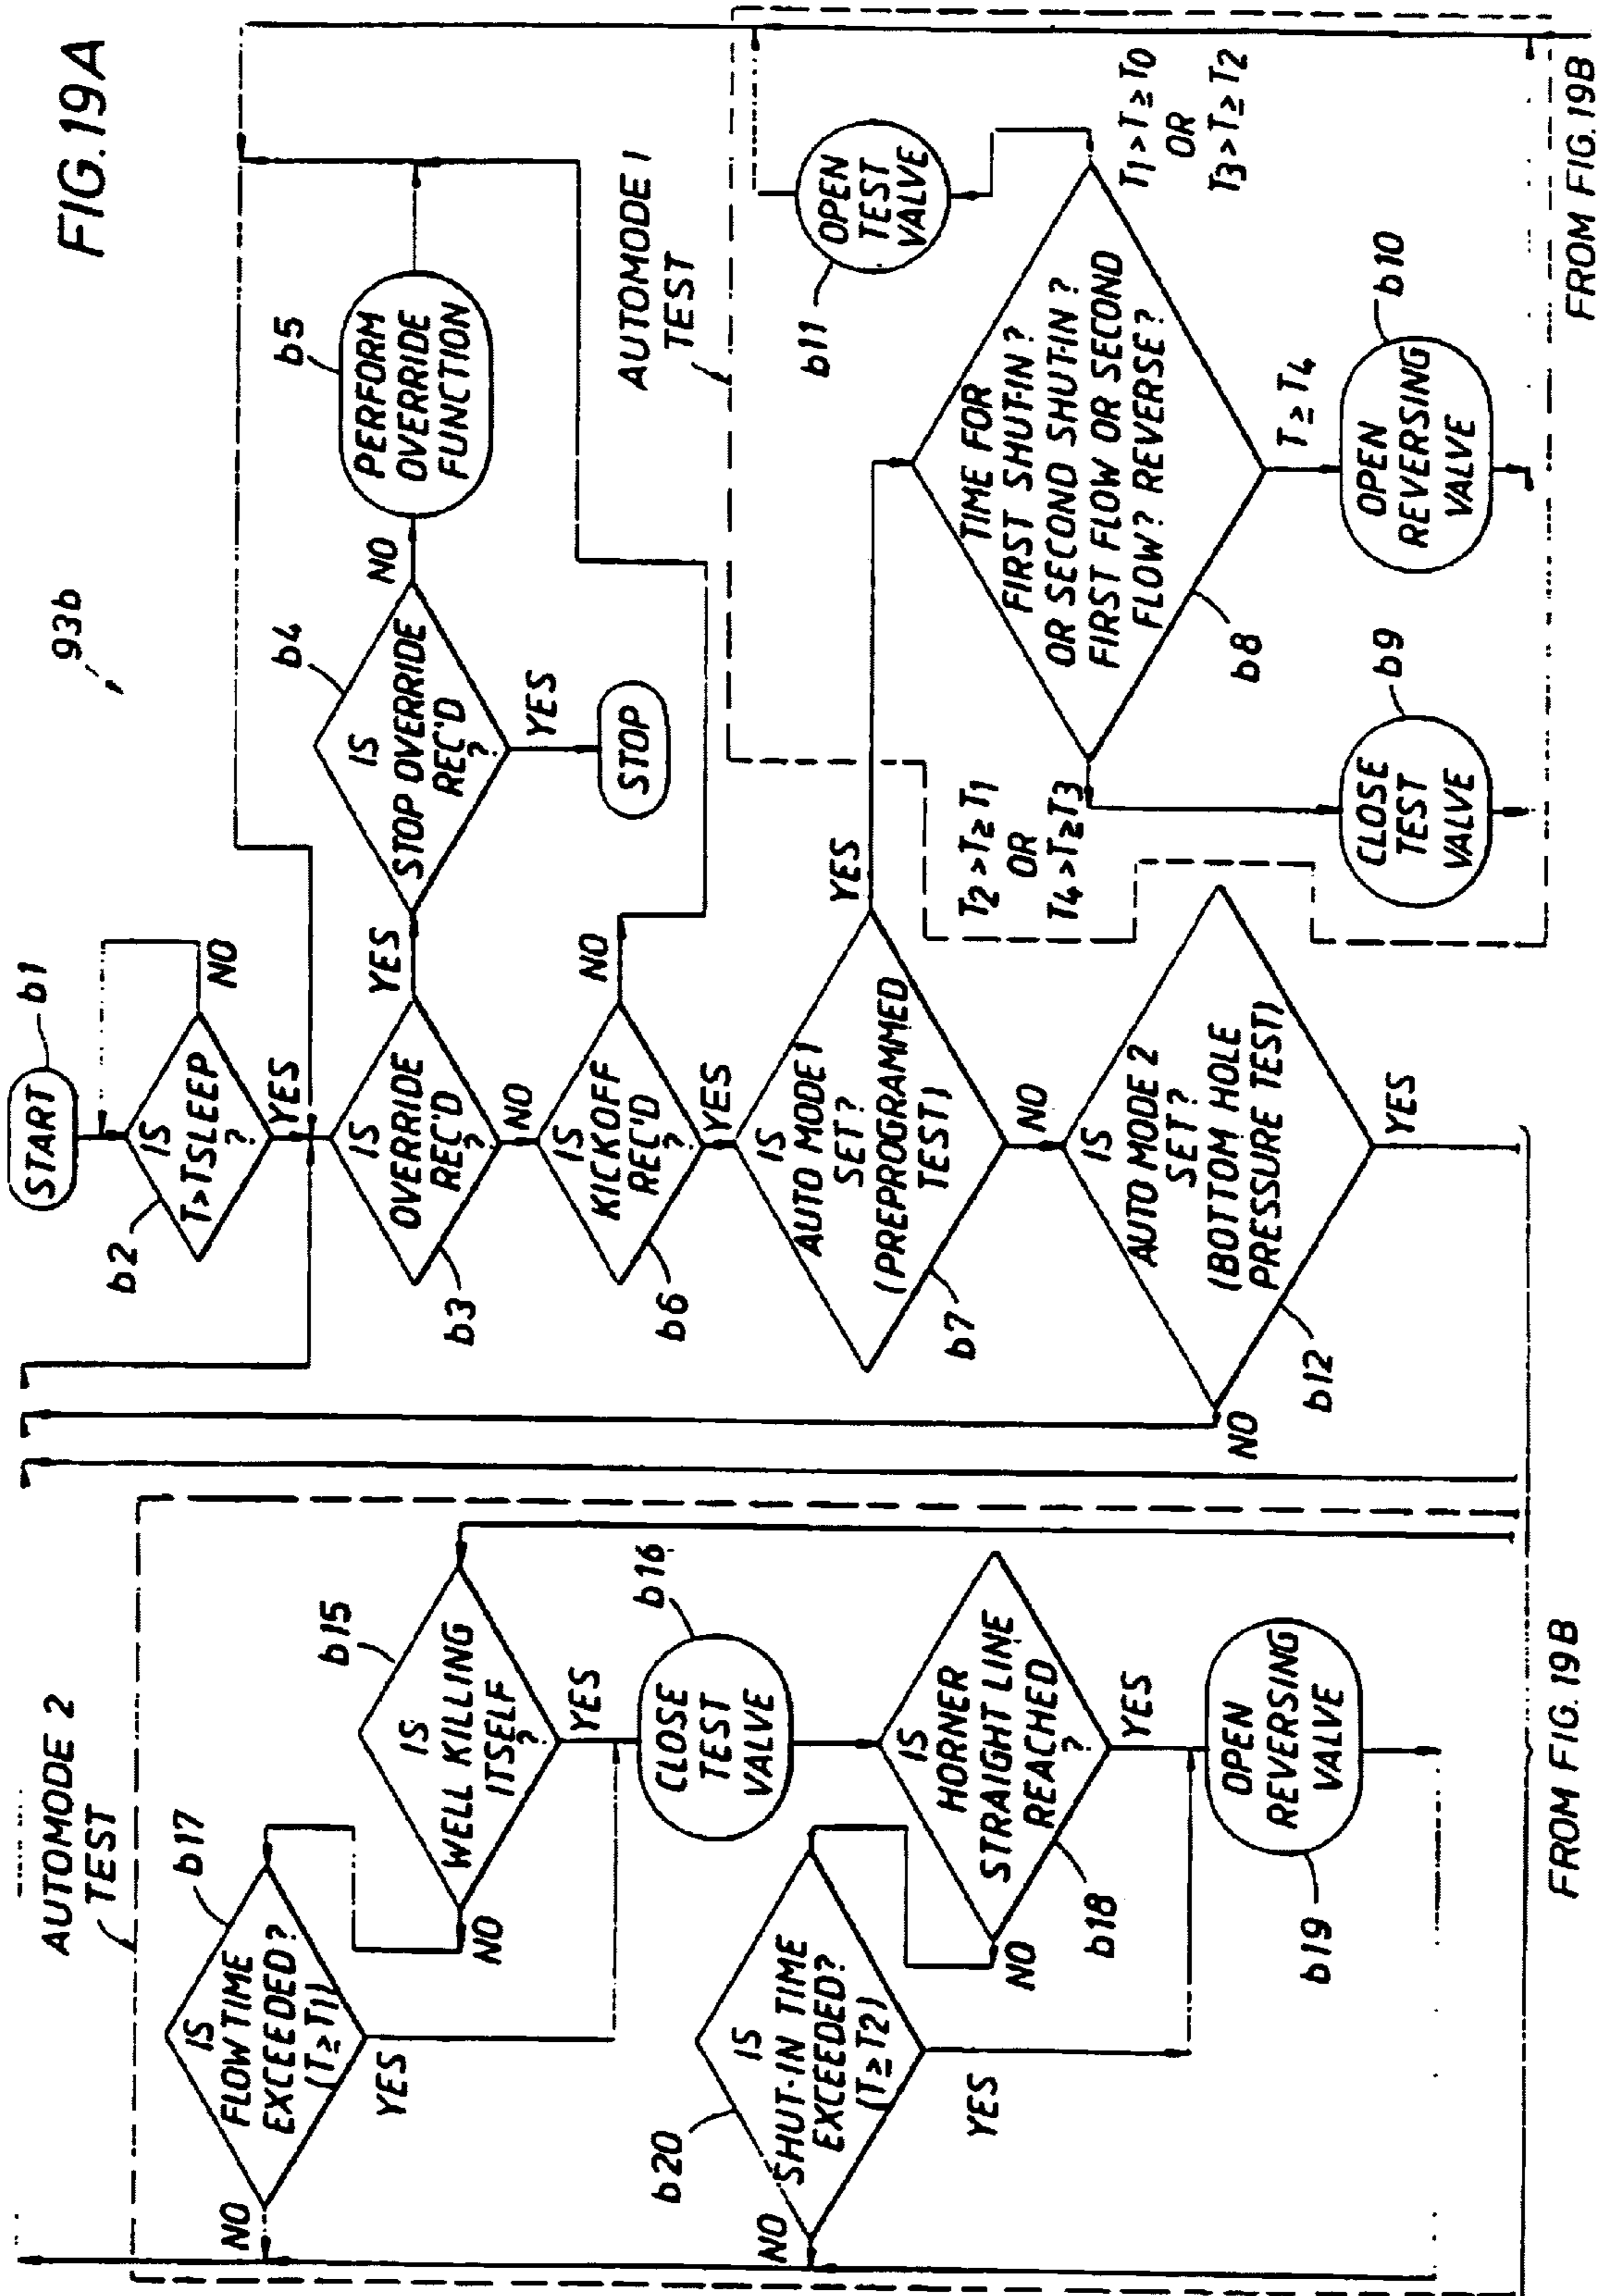 FIG.19A
93b
START
b1
IS
T>TSLEEP
?
b2
NO
YES
IS
OVERRIDE
REC'D
?
b3
YES
NO
IS
STOP OVERRIDE
REC'D
?
b4
NO
YES
STOP
PERFORM
OVERRIDE
FUNCTION
b5
IS
KICKOFF
REC'D
?
b6
NO
YES
IS
AUTO MODE 1
SET?
(PREPROGRAMMED
TEST)
b7
YES
NO
AUTOMODE 1
TEST
TIME FOR
FIRST SHUT-IN?
OR SECOND SHUT-IN?
FIRST FLOW OR SECOND
FLOW? REVERSE?
b8
T2>T≥T1
OR
T4>T≥T3
CLOSE
TEST
VALVE
b9
T≥T4
OPEN
REVERSING
VALVE
b10
T1>T≥T0
OR
T3>T≥T2
OPEN
TEST
VALVE
b11
IS
AUTO MODE 2
SET?
(BOTTOM HOLE
PRESSURE TEST)
b12
NO
YES
FROM FIG.19B
AUTOMODE 2
TEST
IS
WELL KILLING
ITSELF
?
b15
NO
YES
CLOSE
TEST
VALVE
b16
IS
FLOW TIME
EXCEEDED?
(T≥T1)
b17
NO
YES
IS
HORNER
STRAIGHT LINE
REACHED
?
b18
NO
YES
OPEN
REVERSING
VALVE
b19
IS
SHUT-IN TIME
EXCEEDED?
(T≥T2)
b20
NO
YES
FROM FIG.19B